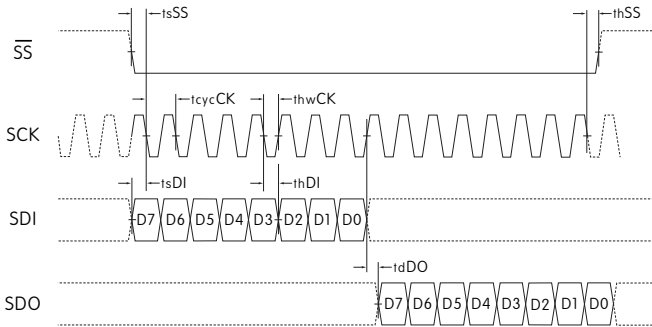 tsSS thSS
SS
tcycCK thwCK
SCK
tsDI thDI
SDI D7 D6 D5 D4 D3 D2 D1 D0
tdDO
SDO D7 D6 D5 D4 D3 D2 D1 D0